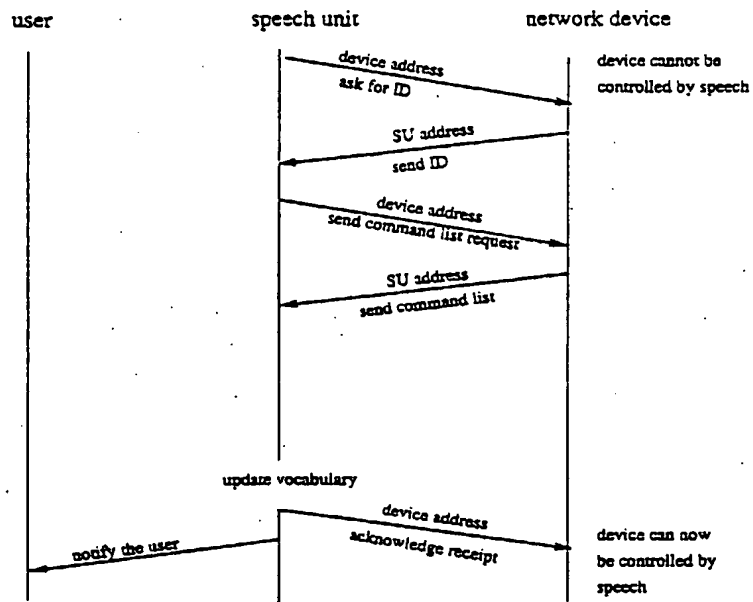 user
speech unit
network device
device address
ask for ID
device cannot be
controlled by speech
SU address
send ID
device address
send command list request
SU address
send command list
update vocabulary
device address
acknowledge receipt
notify the user
device can now
be controlled by
speech